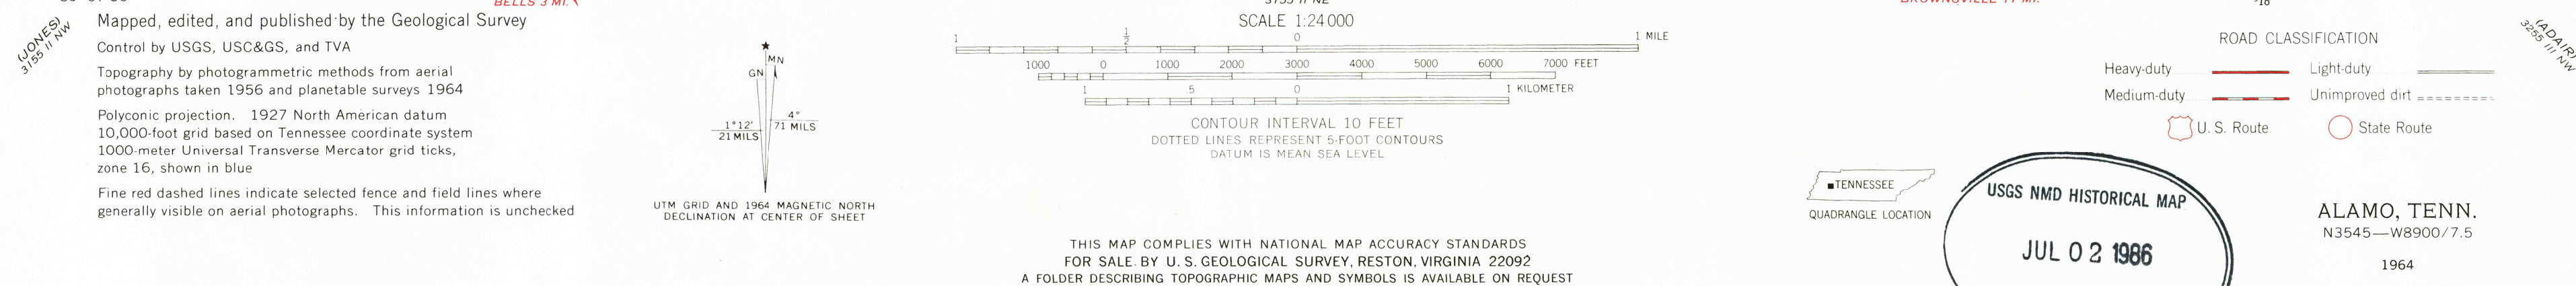 BELLS 3 MI.
(JONES)
3155 II NW
Mapped, edited, and published by the Geological Survey
Control by USGS, USC&GS, and TVA
Topography by photogrammetric methods from aerial
photographs taken 1956 and planetable surveys 1964
Polyconic projection. 1927 North American datum
10,000-foot grid based on Tennessee coordinate system
1000-meter Universal Transverse Mercator grid ticks,
zone 16, shown in blue
Fine red dashed lines indicate selected fence and field lines where
generally visible on aerial photographs. This information is unchecked
★
GN
MN
1°12′
21 MILS
4°
71 MILS
UTM GRID AND 1964 MAGNETIC NORTH
DECLINATION AT CENTER OF SHEET
SCALE 1:24 000
1 ½ 0 1 MILE
1000 0 1000 2000 3000 4000 5000 6000 7000 FEET
1 5 0 1 KILOMETER
CONTOUR INTERVAL 10 FEET
DOTTED LINES REPRESENT 5-FOOT CONTOURS
DATUM IS MEAN SEA LEVEL
THIS MAP COMPLIES WITH NATIONAL MAP ACCURACY STANDARDS
FOR SALE BY U. S. GEOLOGICAL SURVEY, RESTON, VIRGINIA 22092
A FOLDER DESCRIBING TOPOGRAPHIC MAPS AND SYMBOLS IS AVAILABLE ON REQUEST
TENNESSEE
QUADRANGLE LOCATION
ROAD CLASSIFICATION
Heavy-duty Light-duty
Medium-duty Unimproved dirt
U. S. Route State Route
(ADAIR)
3255 III NW
USGS NMD HISTORICAL MAP
JUL 02 1986
ALAMO, TENN.
N3545—W8900/7.5
1964